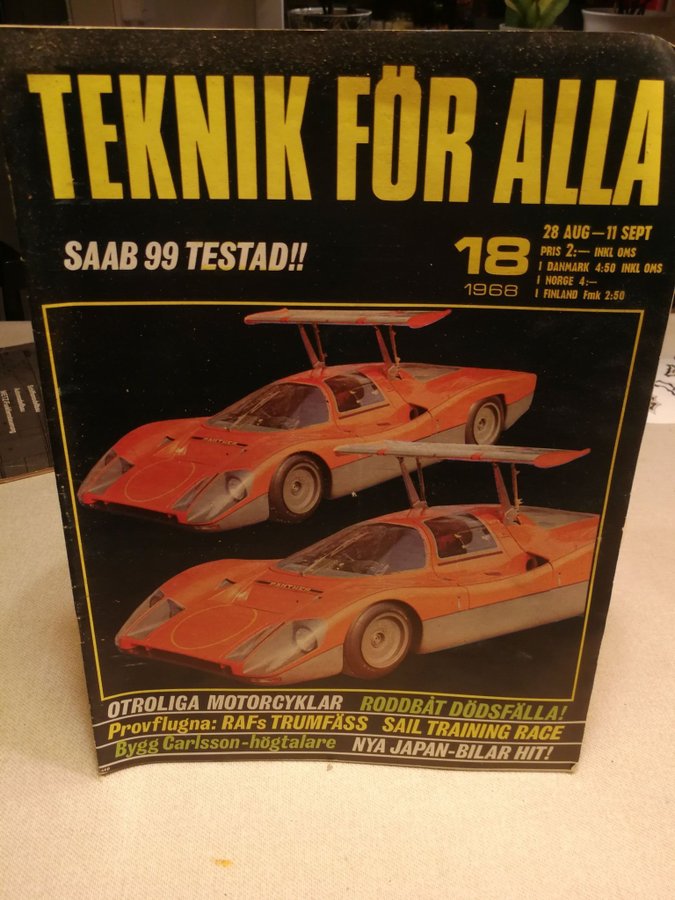 TEKNIK FÖR ALLA
SAAB 99 TESTAD!!
18
1968
28 AUG—11 SEPT
PRIS 2:— INKL OMS
I DANMARK 4:50 INKL OMS
I NORGE 4:—
I FINLAND Fmk 2:50
PANTHER
PANTHER
OTROLIGA MOTORCYKLAR RODDBÅT DÖDSFÄLLA!
Provflugna: RAFs TRUMFÄSS SAIL TRAINING RACE
Bygg Carlsson-högtalare NYA JAPAN-BILAR HIT!